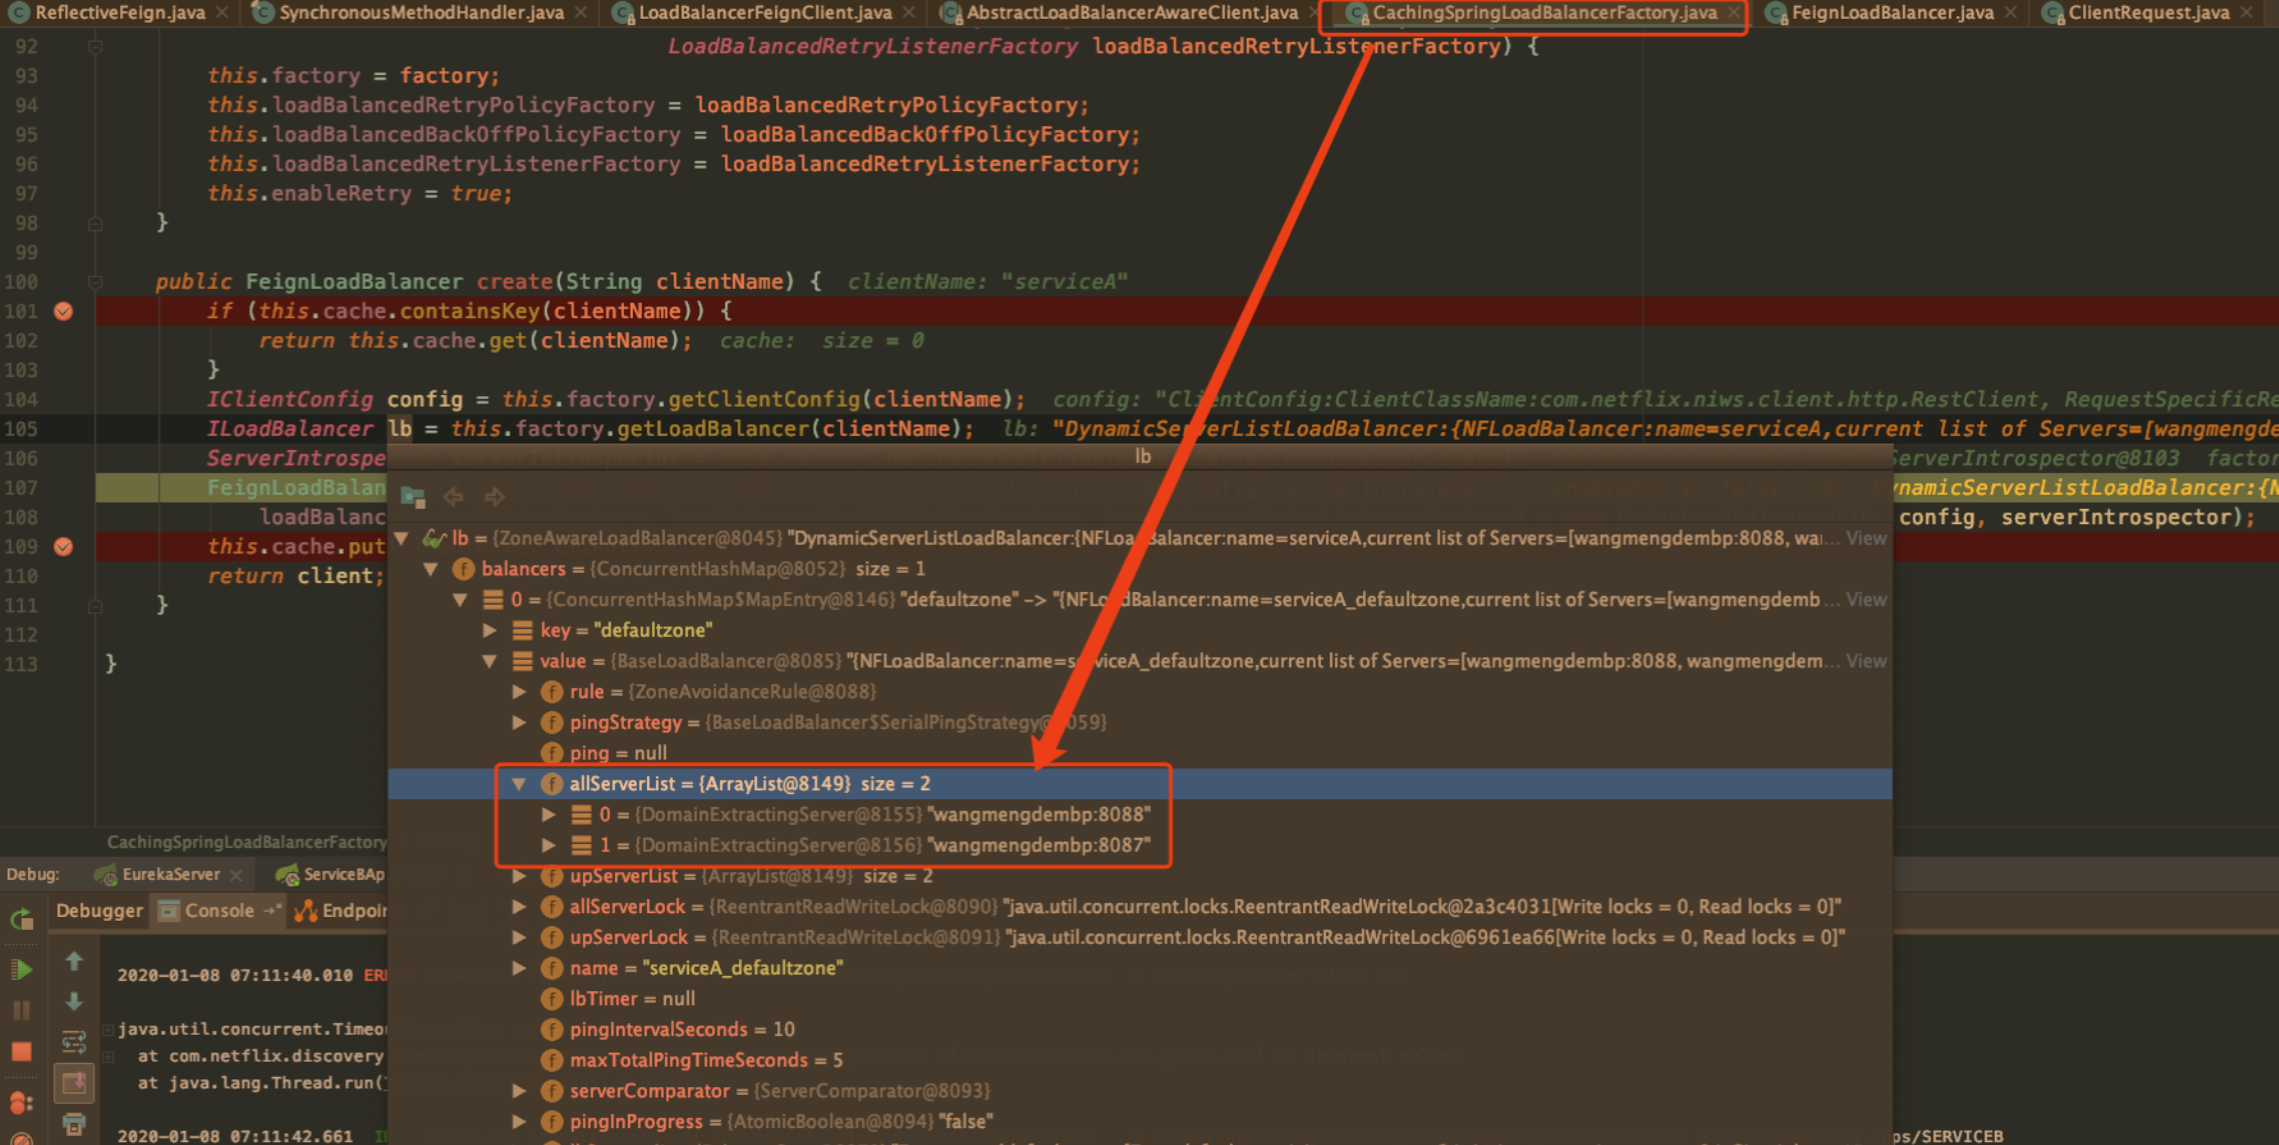 ReflectiveFeign.java SynchronousMethodHandler.java LoadBalancerFeignClient.java AbstractLoadBalancerAwareClient.java CachingSpringLoadBalancerFactory.java FeignLoadBalancer.java ClientRequest.java
92 LoadBalancedRetryListenerFactory loadBalancedRetryListenerFactory) {
93 this.factory = factory;
94 this.loadBalancedRetryPolicyFactory = loadBalancedRetryPolicyFactory;
95 this.loadBalancedBackOffPolicyFactory = loadBalancedBackOffPolicyFactory;
96 this.loadBalancedRetryListenerFactory = loadBalancedRetryListenerFactory;
97 this.enableRetry = true;
98 }
99
100 public FeignLoadBalancer create(String clientName) { clientName: "serviceA"
101 if (this.cache.containsKey(clientName)) {
102 return this.cache.get(clientName); cache: size = 0
103 }
104 IClientConfig config = this.factory.getClientConfig(clientName); config: "ClientConfig:ClientClassName:com.netflix.niws.client.http.RestClient, RequestSpecificRe
105 ILoadBalancer lb = this.factory.getLoadBalancer(clientName); lb: "DynamicServerListLoadBalancer:{NFLoadBalancer:name=serviceA,current list of Servers=[wangmengde
106 ServerIntrospe lb ServerIntrospector@8103 factor
107 FeignLoadBalan ynamicServerListLoadBalancer:{N
108 loadBalanc config, serverIntrospector);
109 this.cache.put
110 return client;
111 }
112
113 }
lb = {ZoneAwareLoadBalancer@8045} "DynamicServerListLoadBalancer:{NFLoadBalancer:name=serviceA,current list of Servers=[wangmengdembp:8088, wa... View
balancers = {ConcurrentHashMap@8052} size = 1
0 = {ConcurrentHashMap$MapEntry@8146} "defaultzone" -> "{NFLoadBalancer:name=serviceA_defaultzone,current list of Servers=[wangmengdemb... View
key = "defaultzone"
value = {BaseLoadBalancer@8085} "{NFLoadBalancer:name=serviceA_defaultzone,current list of Servers=[wangmengdembp:8088, wangmengdem... View
rule = {ZoneAvoidanceRule@8088}
pingStrategy = {BaseLoadBalancer$SerialPingStrategy@8059}
ping = null
allServerList = {ArrayList@8149} size = 2
0 = {DomainExtractingServer@8155} "wangmengdembp:8088"
1 = {DomainExtractingServer@8156} "wangmengdembp:8087"
upServerList = {ArrayList@8149} size = 2
allServerLock = {ReentrantReadWriteLock@8090} "java.util.concurrent.locks.ReentrantReadWriteLock@2a3c4031[Write locks = 0, Read locks = 0]"
upServerLock = {ReentrantReadWriteLock@8091} "java.util.concurrent.locks.ReentrantReadWriteLock@6961ea66[Write locks = 0, Read locks = 0]"
name = "serviceA_defaultzone"
lbTimer = null
pingIntervalSeconds = 10
maxTotalPingTimeSeconds = 5
serverComparator = {ServerComparator@8093}
pingInProgress = {AtomicBoolean@8094} "false"
CachingSpringLoadBalancerFactory
Debug: EurekaServer ServiceBAp
Debugger Console Endpoin
2020-01-08 07:11:40.010 ER
java.util.concurrent.Timeou
at com.netflix.discovery
at java.lang.Thread.run(
2020-01-08 07:11:42.661 ps/SERVICEB